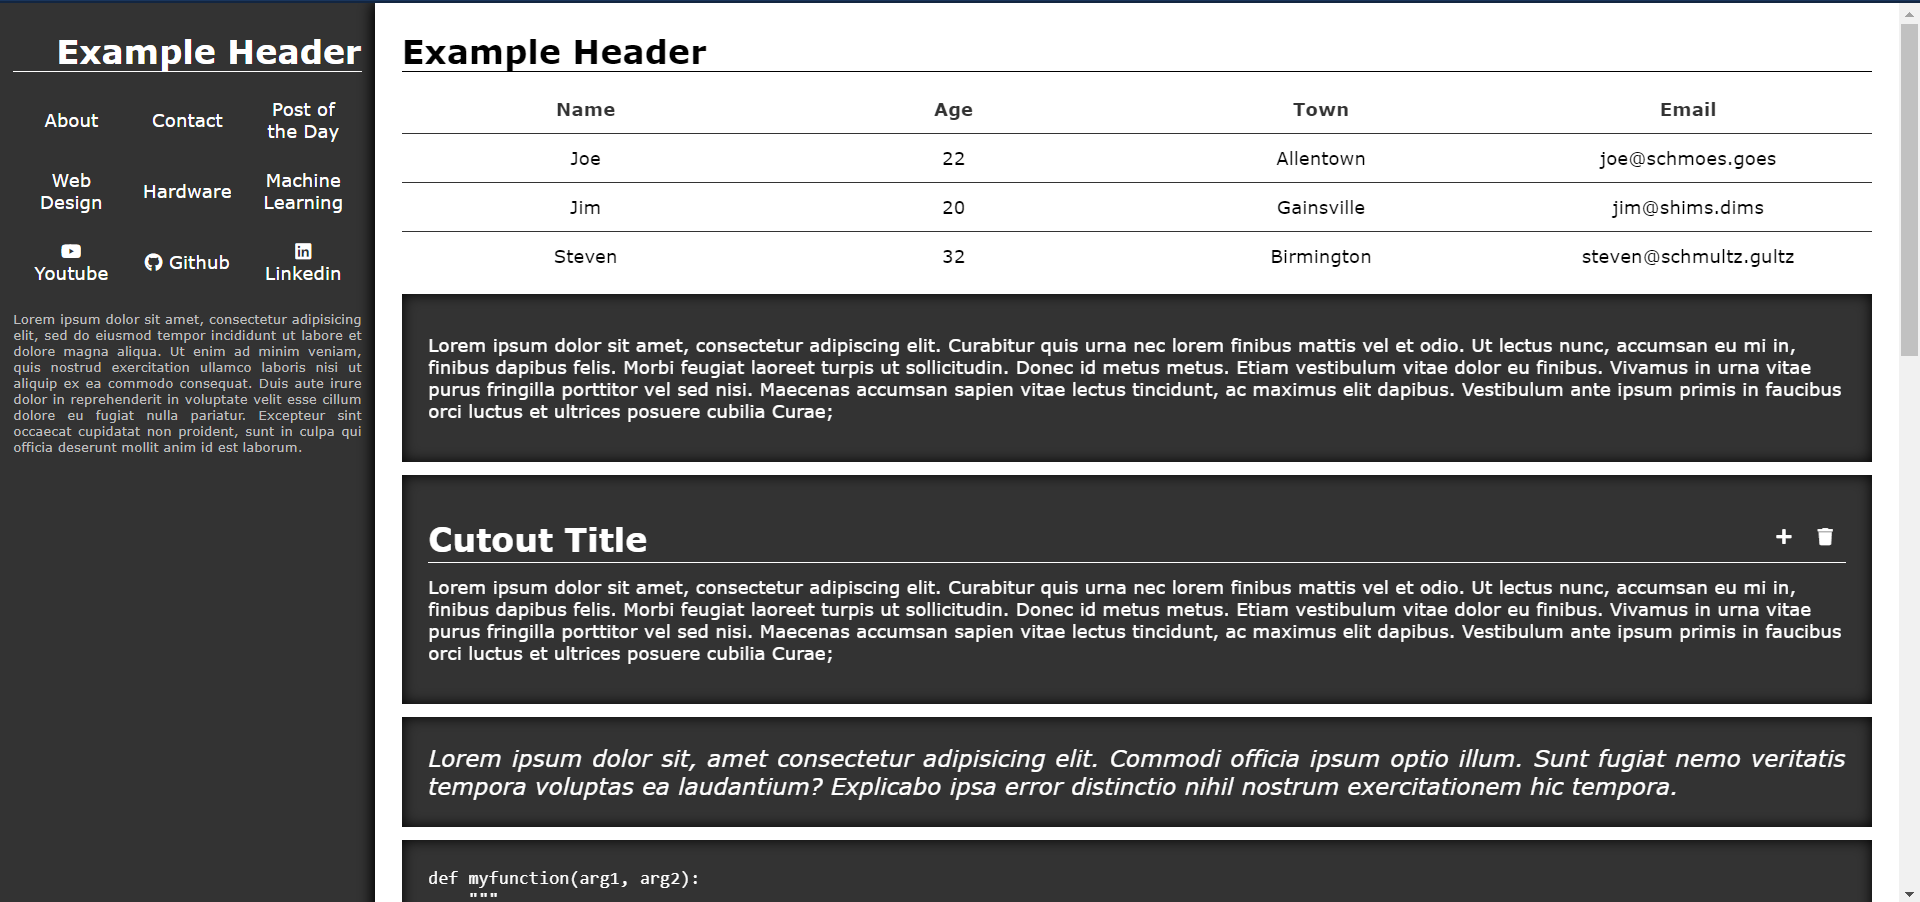 Example Header
About Contact Post of the Day
Web Design Hardware Machine Learning
Youtube Github Linkedin
Lorem ipsum dolor sit amet, consectetur adipisicing
elit, sed do eiusmod tempor incididunt ut labore et
dolore magna aliqua. Ut enim ad minim veniam,
quis nostrud exercitation ullamco laboris nisi ut
aliquip ex ea commodo consequat. Duis aute irure
dolor in reprehenderit in voluptate velit esse cillum
dolore eu fugiat nulla pariatur. Excepteur sint
occaecat cupidatat non proident, sunt in culpa qui
officia deserunt mollit anim id est laborum.
Example Header
Name Age Town Email
Joe 22 Allentown joe@schmoes.goes
Jim 20 Gainsville jim@shims.dims
Steven 32 Birmington steven@schmultz.gultz
Lorem ipsum dolor sit amet, consectetur adipiscing elit. Curabitur quis urna nec lorem finibus mattis vel et odio. Ut lectus nunc, accumsan eu mi in,
finibus dapibus felis. Morbi feugiat laoreet turpis ut sollicitudin. Donec id metus metus. Etiam vestibulum vitae dolor eu finibus. Vivamus in urna vitae
purus fringilla porttitor vel sed nisi. Maecenas accumsan sapien vitae lectus tincidunt, ac maximus elit dapibus. Vestibulum ante ipsum primis in faucibus
orci luctus et ultrices posuere cubilia Curae;
Cutout Title
Lorem ipsum dolor sit amet, consectetur adipiscing elit. Curabitur quis urna nec lorem finibus mattis vel et odio. Ut lectus nunc, accumsan eu mi in,
finibus dapibus felis. Morbi feugiat laoreet turpis ut sollicitudin. Donec id metus metus. Etiam vestibulum vitae dolor eu finibus. Vivamus in urna vitae
purus fringilla porttitor vel sed nisi. Maecenas accumsan sapien vitae lectus tincidunt, ac maximus elit dapibus. Vestibulum ante ipsum primis in faucibus
orci luctus et ultrices posuere cubilia Curae;
Lorem ipsum dolor sit, amet consectetur adipisicing elit. Commodi officia ipsum optio illum. Sunt fugiat nemo veritatis
tempora voluptas ea laudantium? Explicabo ipsa error distinctio nihil nostrum exercitationem hic tempora.
def myfunction(arg1, arg2):
"""